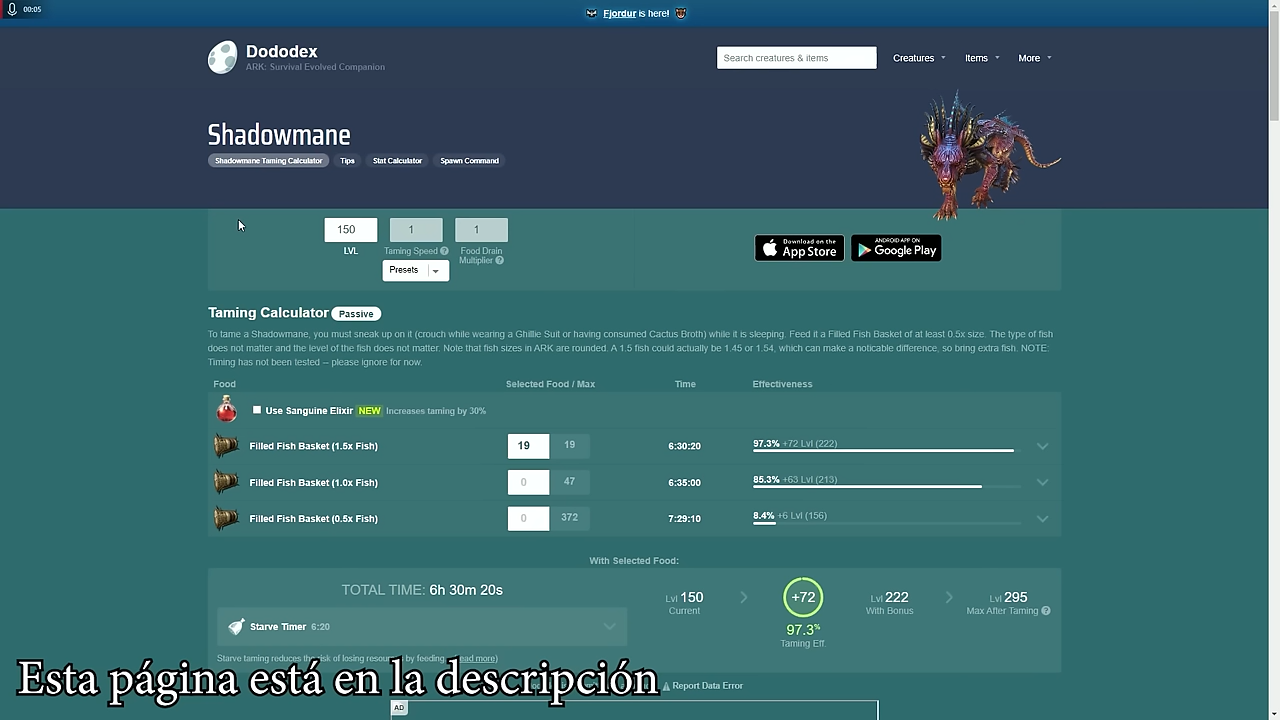 00:05
Fjordur is here!
Dododex
ARK: Survival Evolved Companion
Search creatures & items
Creatures
Items
More
Shadowmane
Shadowmane Taming Calculator
Tips
Stat Calculator
Spawn Command
150
1
1
LVL
Taming Speed ?
Food Drain
Multiplier ?
Presets
Download on the
App Store
ANDROID APP ON
Google Play
Taming Calculator Passive
To tame a Shadowmane, you must sneak up on it (crouch while wearing a Ghillie Suit or having consumed Cactus Broth) while it is sleeping. Feed it a Filled Fish Basket of at least 0.5x size. The type of fish
does not matter and the level of the fish does not matter. Note that fish sizes in ARK are rounded. A 1.5 fish could actually be 1.45 or 1.54, which can make a noticable difference, so bring extra fish. NOTE:
Timing has not been tested – please ignore for now.
Food Selected Food / Max Time Effectiveness
Use Sanguine Elixir NEW Increases taming by 30%
Filled Fish Basket (1.5x Fish) 19 19 6:30:20 97.3% +72 Lvl (222)
Filled Fish Basket (1.0x Fish) 0 47 6:35:00 85.3% +63 Lvl (213)
Filled Fish Basket (0.5x Fish) 0 372 7:29:10 8.4% +6 Lvl (156)
With Selected Food:
TOTAL TIME: 6h 30m 20s
Lvl 150
Current
+72
97.3%
Taming Eff.
Lvl 222
With Bonus
Lvl 295
Max After Taming ?
Starve Timer 6:20
Starve taming reduces the risk of losing resources by feeding. (read more)
Esta página está en la descripción
Report Data Error
AD